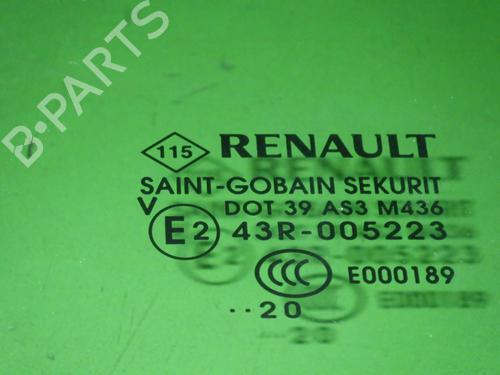 B-PARTS
115 RENAULT
SAINT-GOBAIN SEKURIT
V DOT 39 AS3 M436
E2 43R-005223
CCC E000189
··20